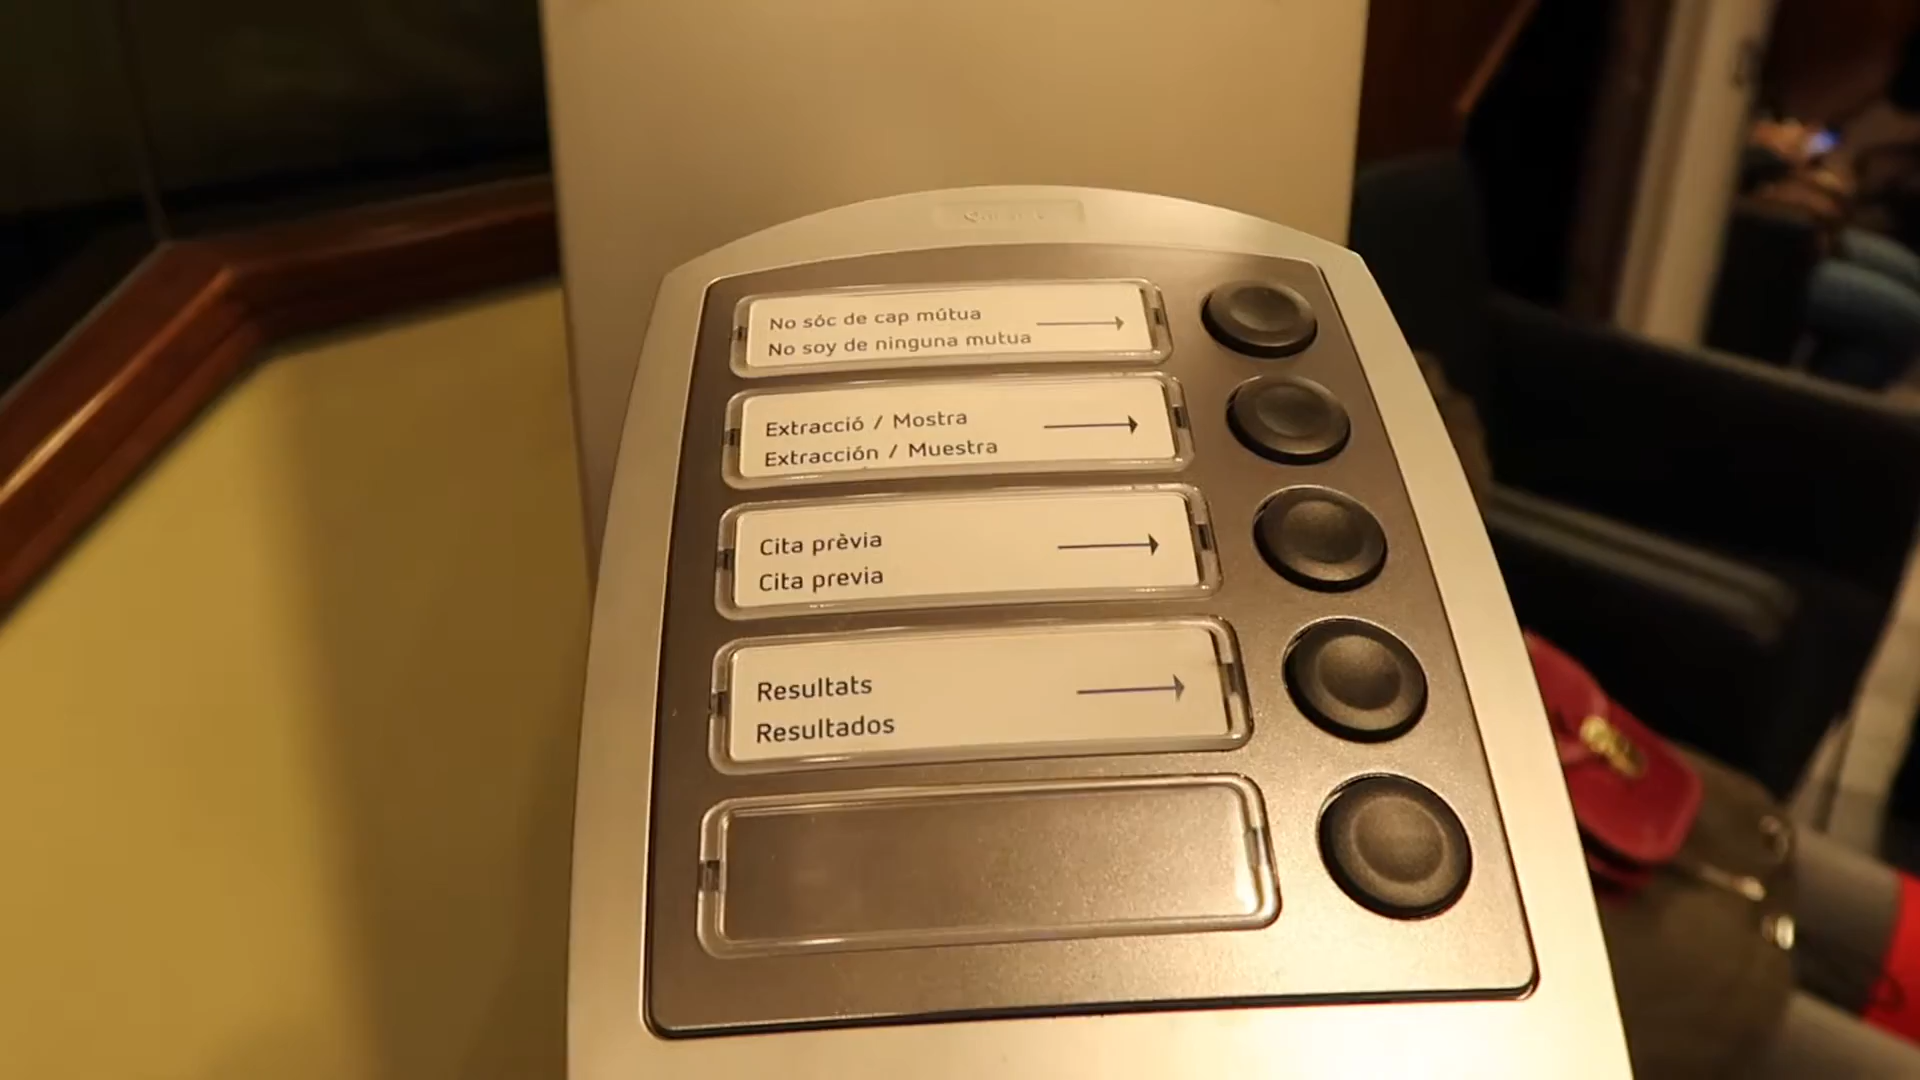 No sóc de cap mútua
No soy de ninguna mutua
Extracció / Mostra
Extracción / Muestra
Cita prèvia
Cita previa
Resultats
Resultados